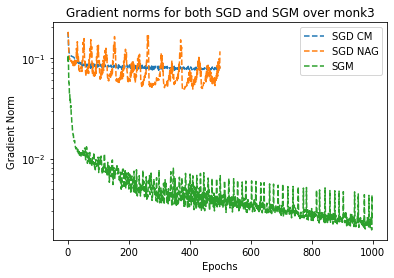 Gradient norms for both SGD and SGM over monk3
SGD CM
SGD NAG
SGM
Gradient Norm
10⁻¹
10⁻²
0 200 400 600 800 1000
Epochs